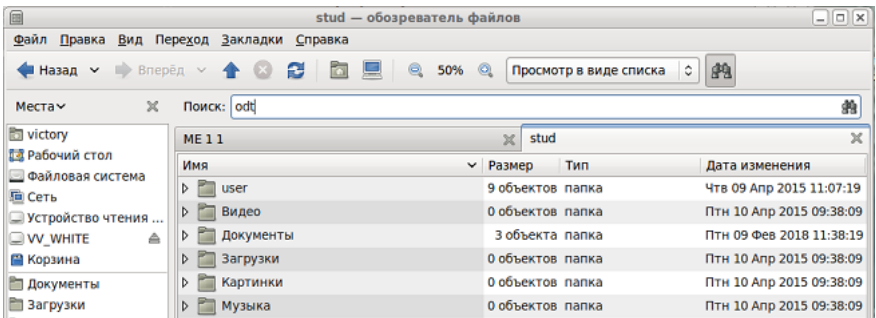 stud — обозреватель файлов
Файл Правка Вид Переход Закладки Справка
Назад Вперёд 50% Просмотр в виде списка
Места Поиск: odt
victory
Рабочий стол
Файловая система
Сеть
Устройство чтения ...
VV_WHITE
Корзина
Документы
Загрузки
ME 1 1 stud
Имя Размер Тип Дата изменения
user 9 объектов папка Чтв 09 Апр 2015 11:07:19
Видео 0 объектов папка Птн 10 Апр 2015 09:38:09
Документы 3 объекта папка Птн 09 Фев 2018 11:38:19
Загрузки 0 объектов папка Птн 10 Апр 2015 09:38:09
Картинки 0 объектов папка Птн 10 Апр 2015 09:38:09
Музыка 0 объектов папка Птн 10 Апр 2015 09:38:09